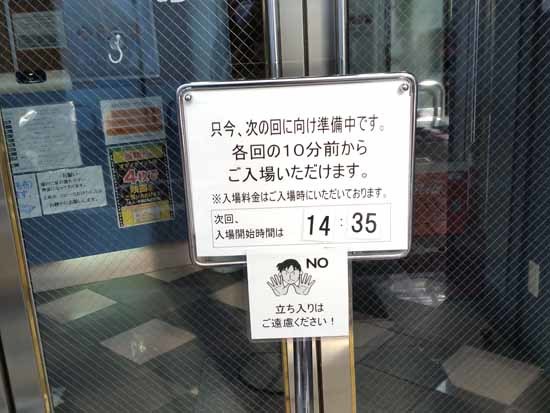 只今、次の回に向け準備中です。
各回の10分前から
ご入場いただけます。
※入場料金はご入場時にいただいております。
次回、
入場開始時間は 14:35
NO
立ち入りは
ご遠慮ください!
お願い